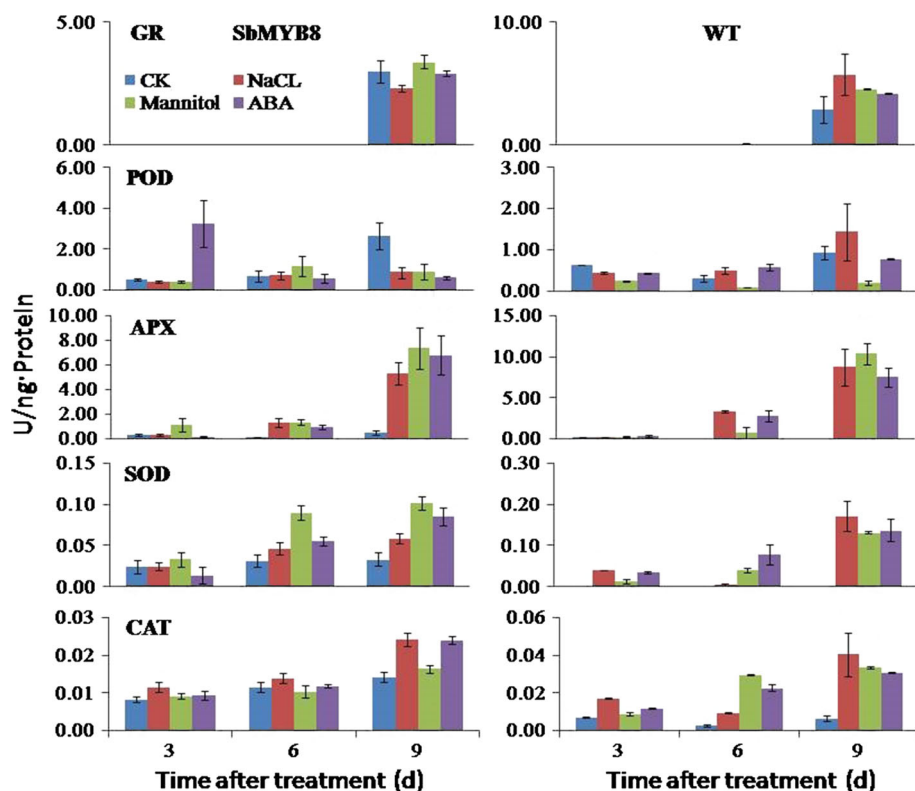 GR SbMYB8
CK NaCL
Mannitol ABA
5.00
0.00
WT
10.00
0.00
POD
6.00
4.00
2.00
0.00
3.00
2.00
1.00
0.00
APX
10.00
8.00
6.00
4.00
2.00
0.00
15.00
10.00
5.00
0.00
SOD
0.15
0.10
0.05
0.00
0.30
0.20
0.10
0.00
CAT
0.03
0.02
0.01
0.00
0.06
0.04
0.02
0.00
U/ng·Protein
3 6 9
3 6 9
Time after treatment (d)
Time after treatment (d)